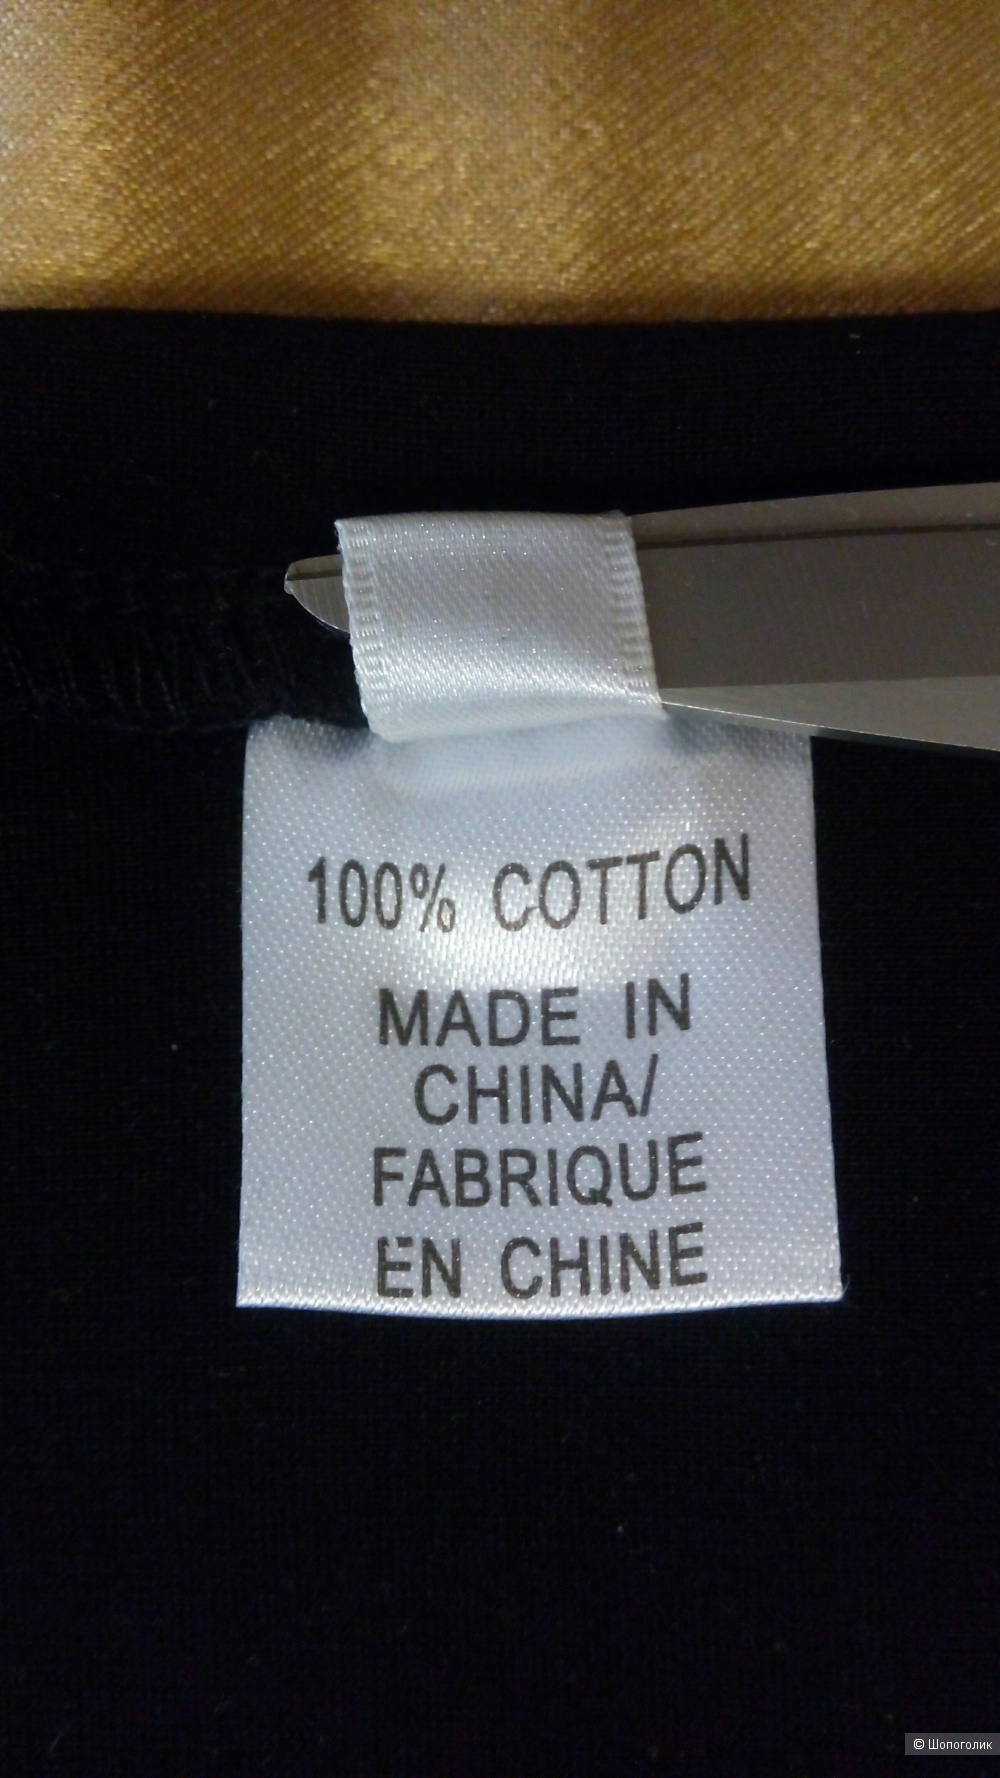 100% COTTON
MADE IN
CHINA/
FABRIQUE
EN CHINE
© Шопоголик